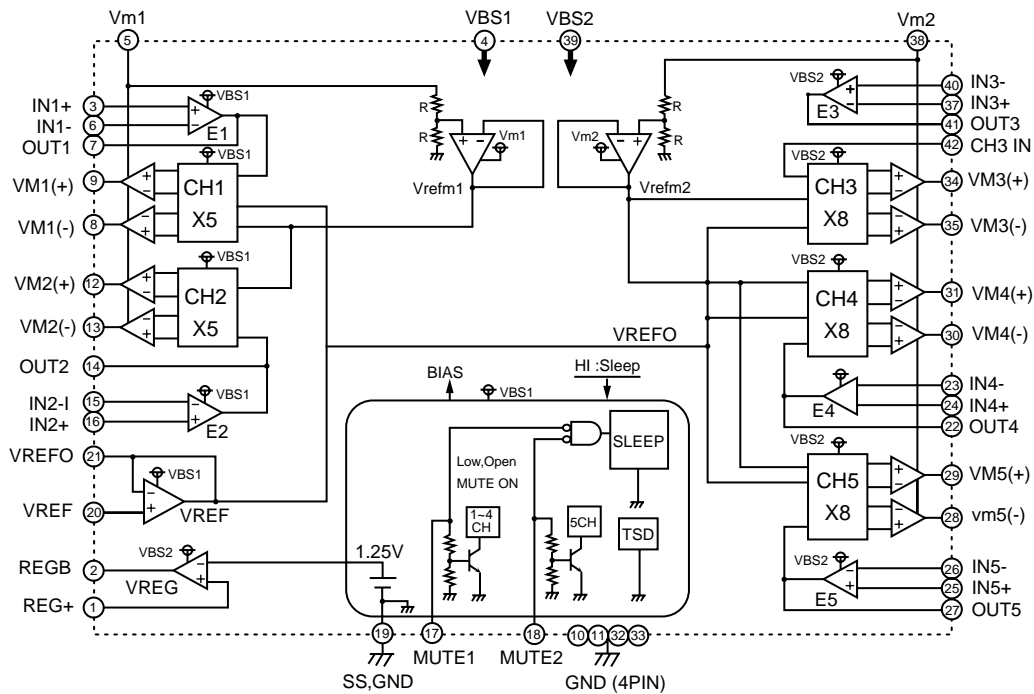 Vm1
VBS1
VBS2
Vm2
5
4
39
38
IN1+
3
IN1-
6
OUT1
7
VBS1
E1
VBS1
CH1
X5
VM1(+)
9
VM1(-)
8
R
R
Vm1
Vrefm1
Vm2
Vrefm2
R
R
VBS2
E3
40
IN3-
37
IN3+
41
OUT3
42
CH3 IN
VBS2
CH3
X8
34
VM3(+)
35
VM3(-)
VM2(+)
12
VM2(-)
13
VBS1
CH2
X5
OUT2
14
IN2-I
15
IN2+
16
VBS1
E2
VREFO
VBS2
CH4
X8
31
VM4(+)
30
VM4(-)
E4
23
IN4-
24
IN4+
22
OUT4
VREFO
21
VBS1
VREF
20
VREF
BIAS
VBS1
HI :Sleep
SLEEP
Low,Open
MUTE ON
1~4
CH
5CH
TSD
1.25V
VBS2
CH5
X8
29
VM5(+)
28
vm5(-)
VBS2
E5
26
IN5-
25
IN5+
27
OUT5
REGB
2
VBS2
VREG
REG+
1
19
SS,GND
17
MUTE1
18
MUTE2
10
11
32
33
GND (4PIN)